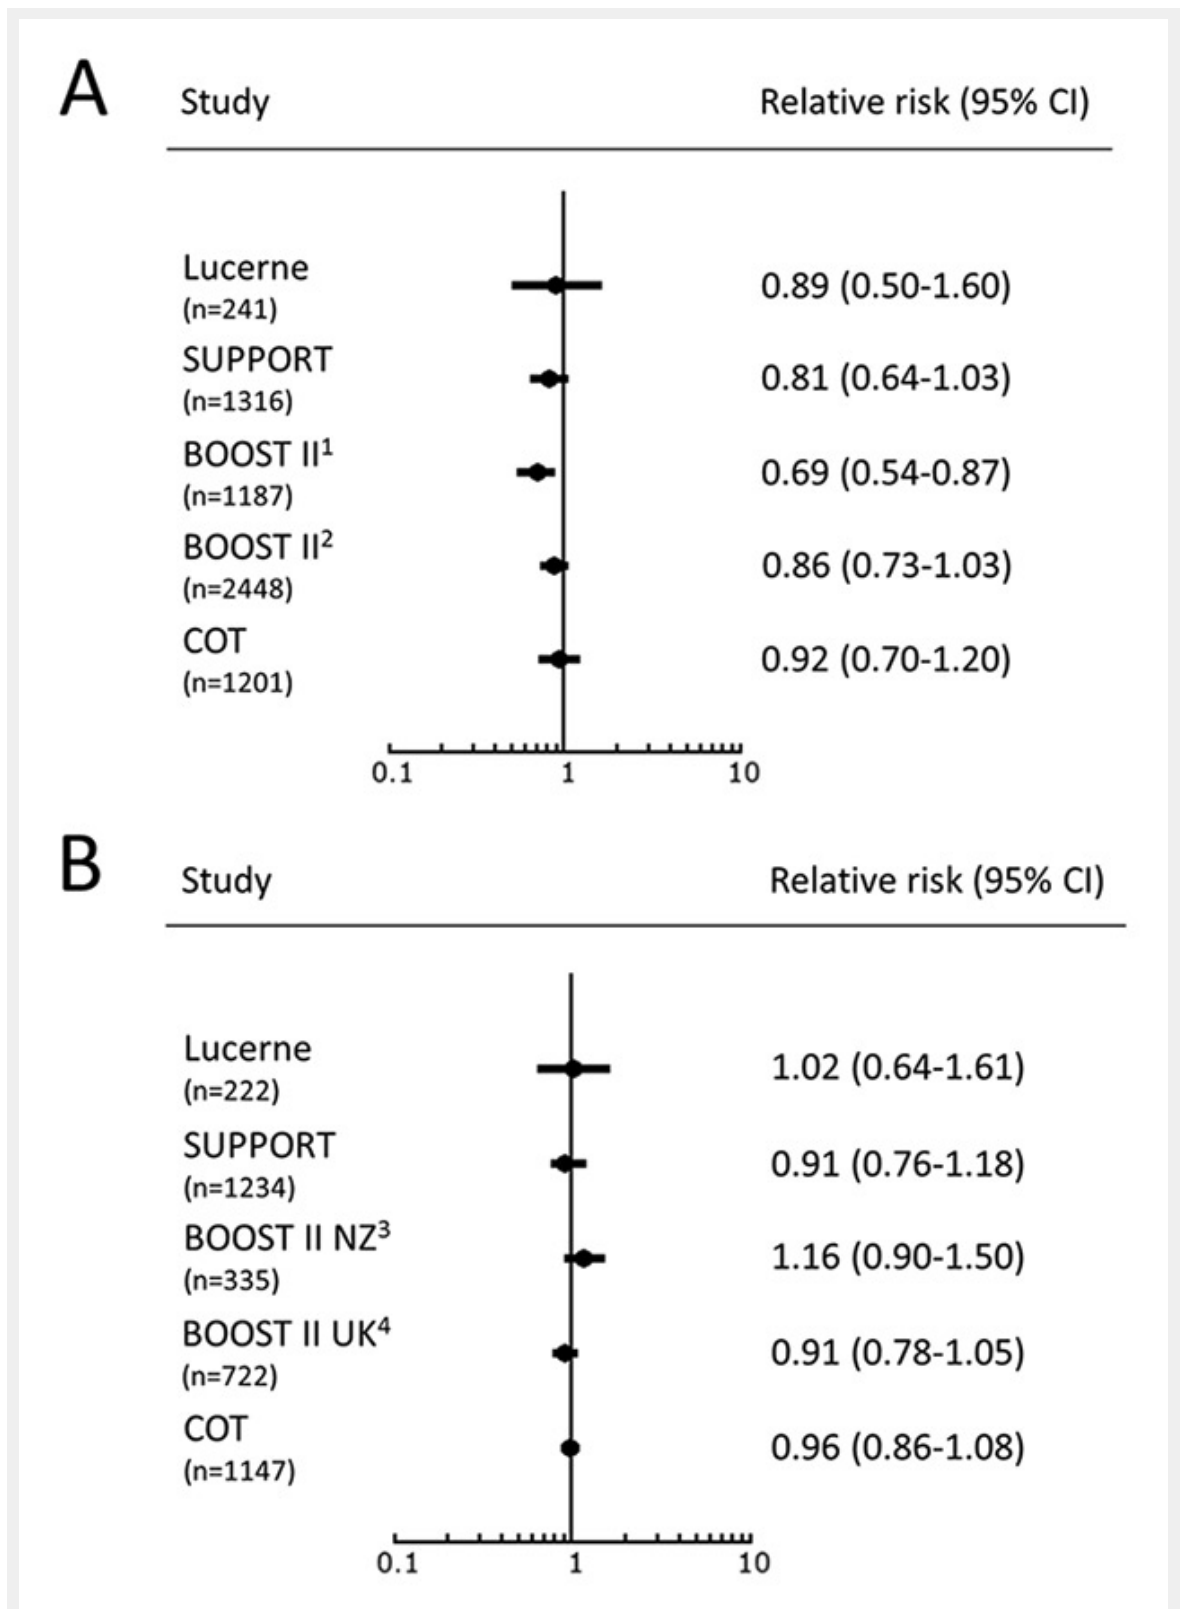 A
Study Relative risk (95% CI)
Lucerne
(n=241)
0.89 (0.50-1.60)
SUPPORT
(n=1316)
0.81 (0.64-1.03)
BOOST II¹
(n=1187)
0.69 (0.54-0.87)
BOOST II²
(n=2448)
0.86 (0.73-1.03)
COT
(n=1201)
0.92 (0.70-1.20)
0.1 1 10
B
Study Relative risk (95% CI)
Lucerne
(n=222)
1.02 (0.64-1.61)
SUPPORT
(n=1234)
0.91 (0.76-1.18)
BOOST II NZ³
(n=335)
1.16 (0.90-1.50)
BOOST II UK⁴
(n=722)
0.91 (0.78-1.05)
COT
(n=1147)
0.96 (0.86-1.08)
0.1 1 10